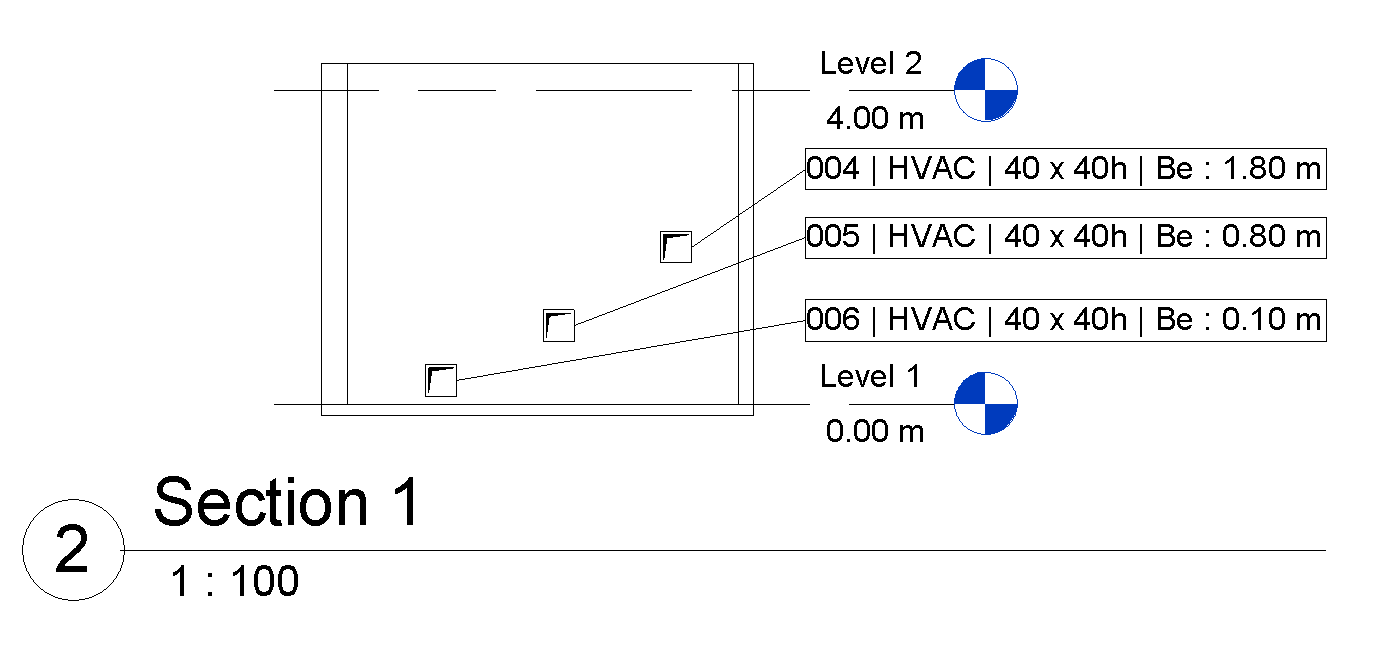 Level 2
4.00 m
004 | HVAC | 40 x 40h | Be : 1.80 m
005 | HVAC | 40 x 40h | Be : 0.80 m
006 | HVAC | 40 x 40h | Be : 0.10 m
Level 1
0.00 m
Section 1
2
1 : 100